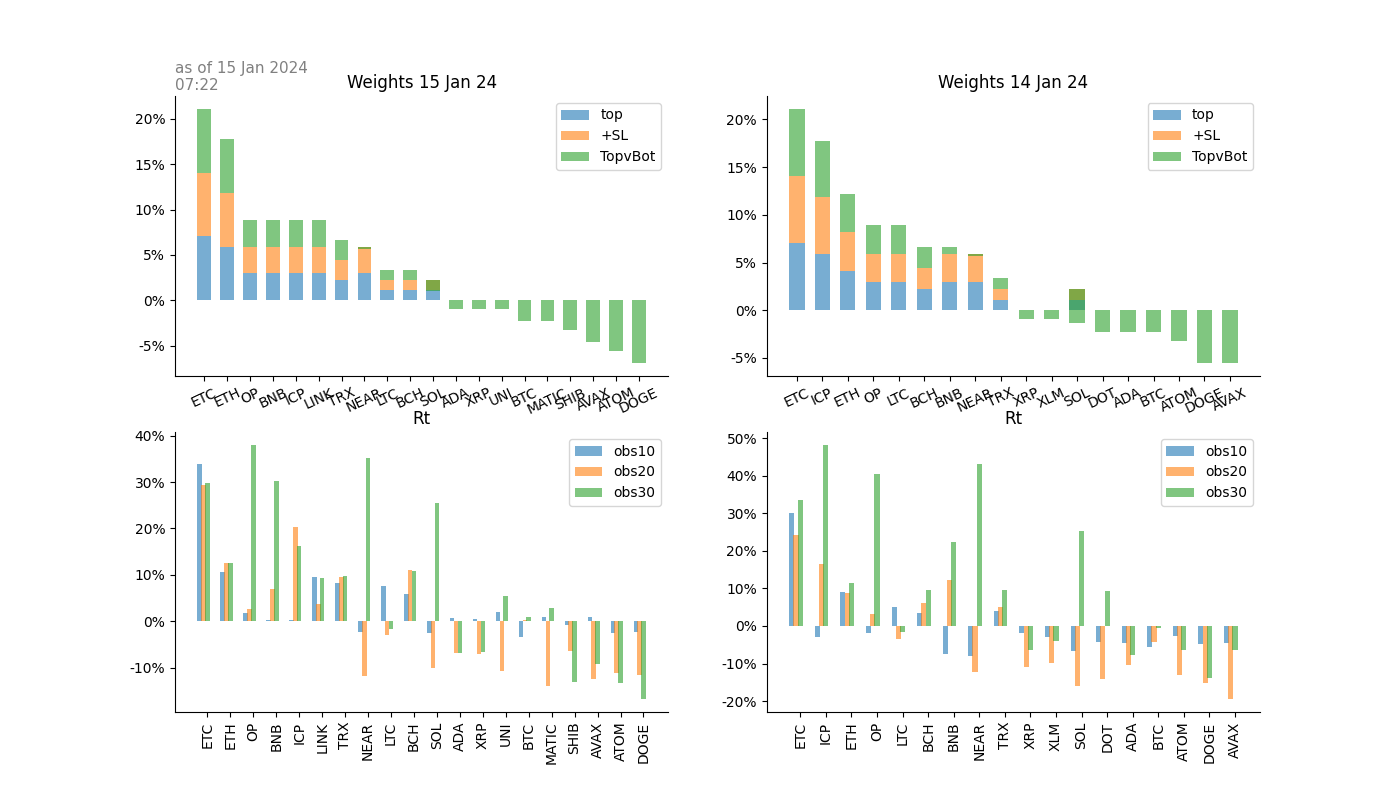 as of 15 Jan 2024
07:22
Weights 15 Jan 24
20%
15%
10%
5%
0%
-5%
top
+SL
TopvBot
ETC ETH OP BNB ICP LINK TRX NEAR LTC BCH SOL ADA XRP UNI BTC MATIC SHIB AVAX ATOM DOGE
Weights 14 Jan 24
20%
15%
10%
5%
0%
-5%
top
+SL
TopvBot
ETC ICP ETH OP LTC BCH BNB NEAR TRX XRP XLM SOL DOT ADA BTC ATOM DOGE AVAX
Rt
40%
30%
20%
10%
0%
-10%
obs10
obs20
obs30
ETC ETH OP BNB ICP LINK TRX NEAR LTC BCH SOL ADA XRP UNI BTC MATIC SHIB AVAX ATOM DOGE
Rt
50%
40%
30%
20%
10%
0%
-10%
-20%
obs10
obs20
obs30
ETC ICP ETH OP LTC BCH BNB NEAR TRX XRP XLM SOL DOT ADA BTC ATOM DOGE AVAX